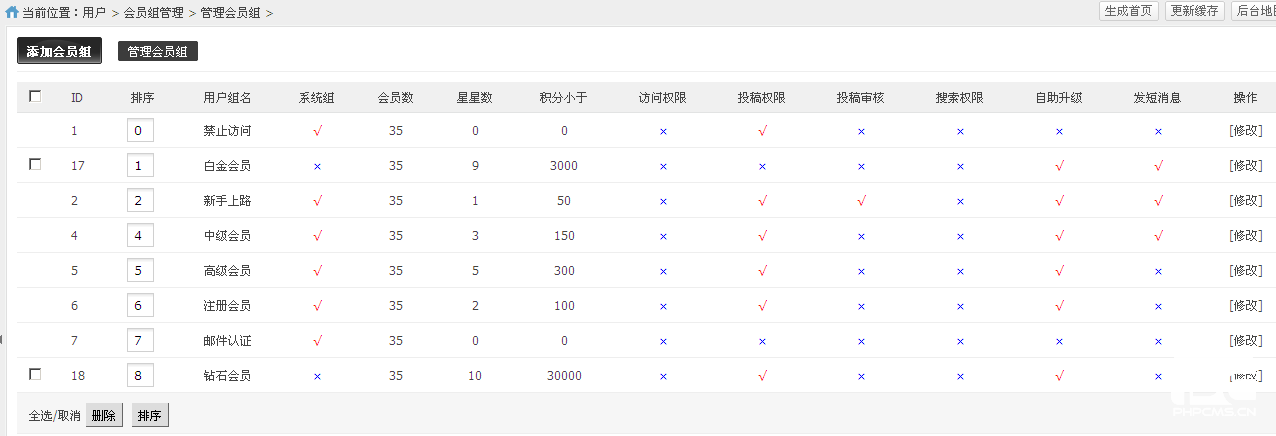 当前位置：用户 > 会员组管理 > 管理会员组 > 生成首页 更新缓存
添加会员组 管理会员组
ID 排序 用户组名 系统组 会员数 星星数 积分小于 访问权限 投稿权限 投稿审核 搜索权限 自助升级 发短消息 操作
1 0 禁止访问 √ 35 0 0 × √ × × × × [修改]
17 1 白金会员 × 35 9 3000 × × × × √ √ [修改]
2 2 新手上路 √ 35 1 50 × √ √ × √ √ [修改]
4 4 中级会员 √ 35 3 150 × √ × × √ √ [修改]
5 5 高级会员 √ 35 5 300 × √ × × √ × [修改]
6 6 注册会员 √ 35 2 100 × √ × × √ × [修改]
7 7 邮件认证 √ 35 0 0 × × × × × × [修改]
18 8 钻石会员 × 35 10 30000 × √ × × √ ×
全选/取消 删除 排序
PHPCMS.CN